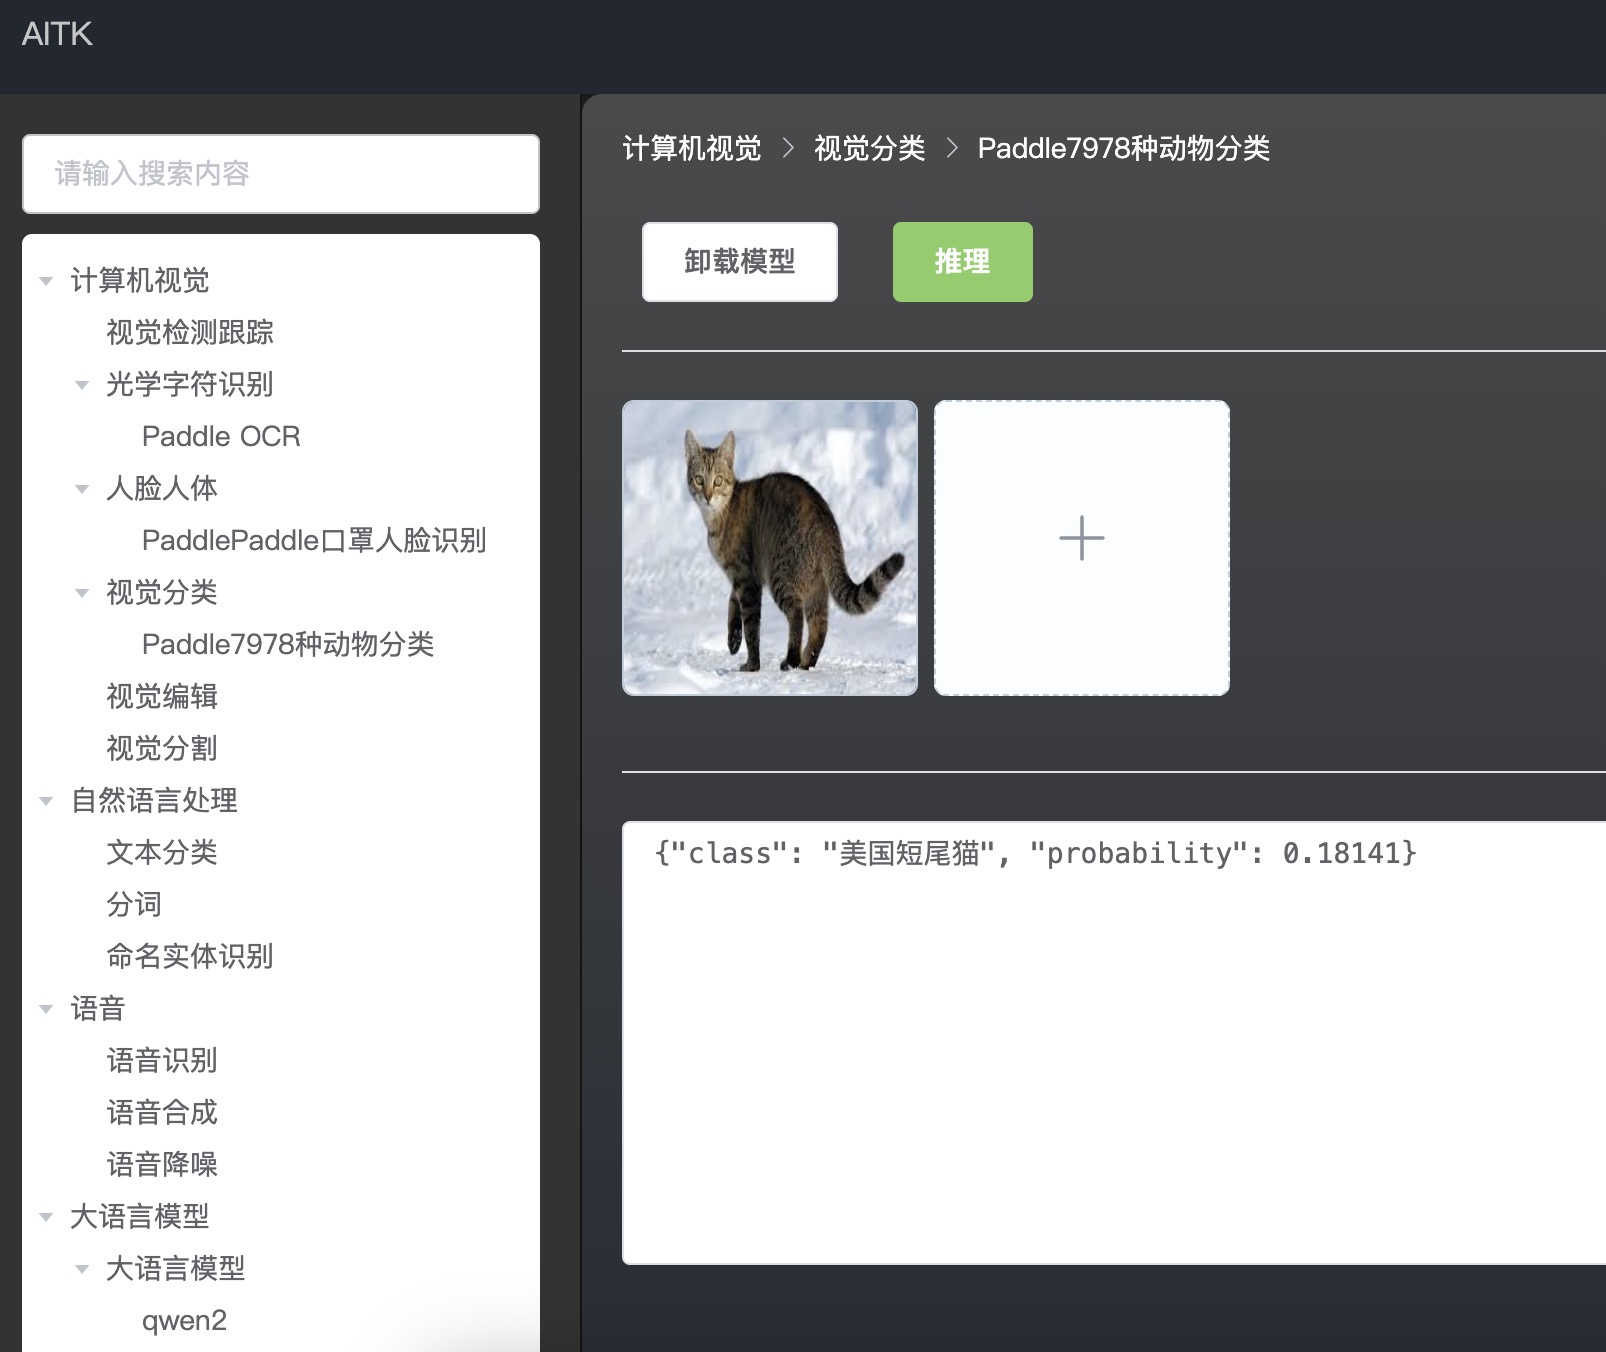 AITK
请输入搜索内容
计算机视觉
视觉检测跟踪
光学字符识别
Paddle OCR
人脸人体
PaddlePaddle口罩人脸识别
视觉分类
Paddle7978种动物分类
视觉编辑
视觉分割
自然语言处理
文本分类
分词
命名实体识别
语音
语音识别
语音合成
语音降噪
大语言模型
大语言模型
qwen2
计算机视觉 > 视觉分类 > Paddle7978种动物分类
卸载模型 推理
{"class": "美国短尾猫", "probability": 0.18141}